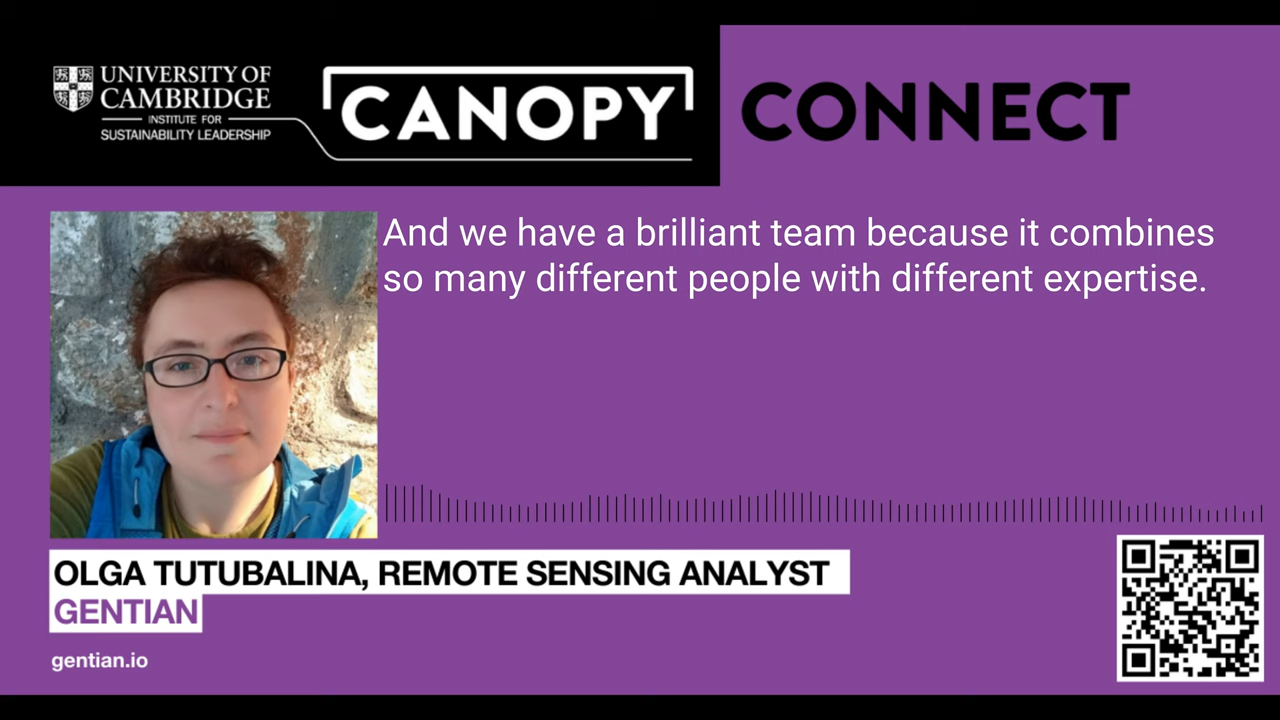 UNIVERSITY OF
CAMBRIDGE
INSTITUTE FOR
SUSTAINABILITY LEADERSHIP
CANOPY
CONNECT
And we have a brilliant team because it combines
so many different people with different expertise.
OLGA TUTUBALINA, REMOTE SENSING ANALYST
GENTIAN
gentian.io